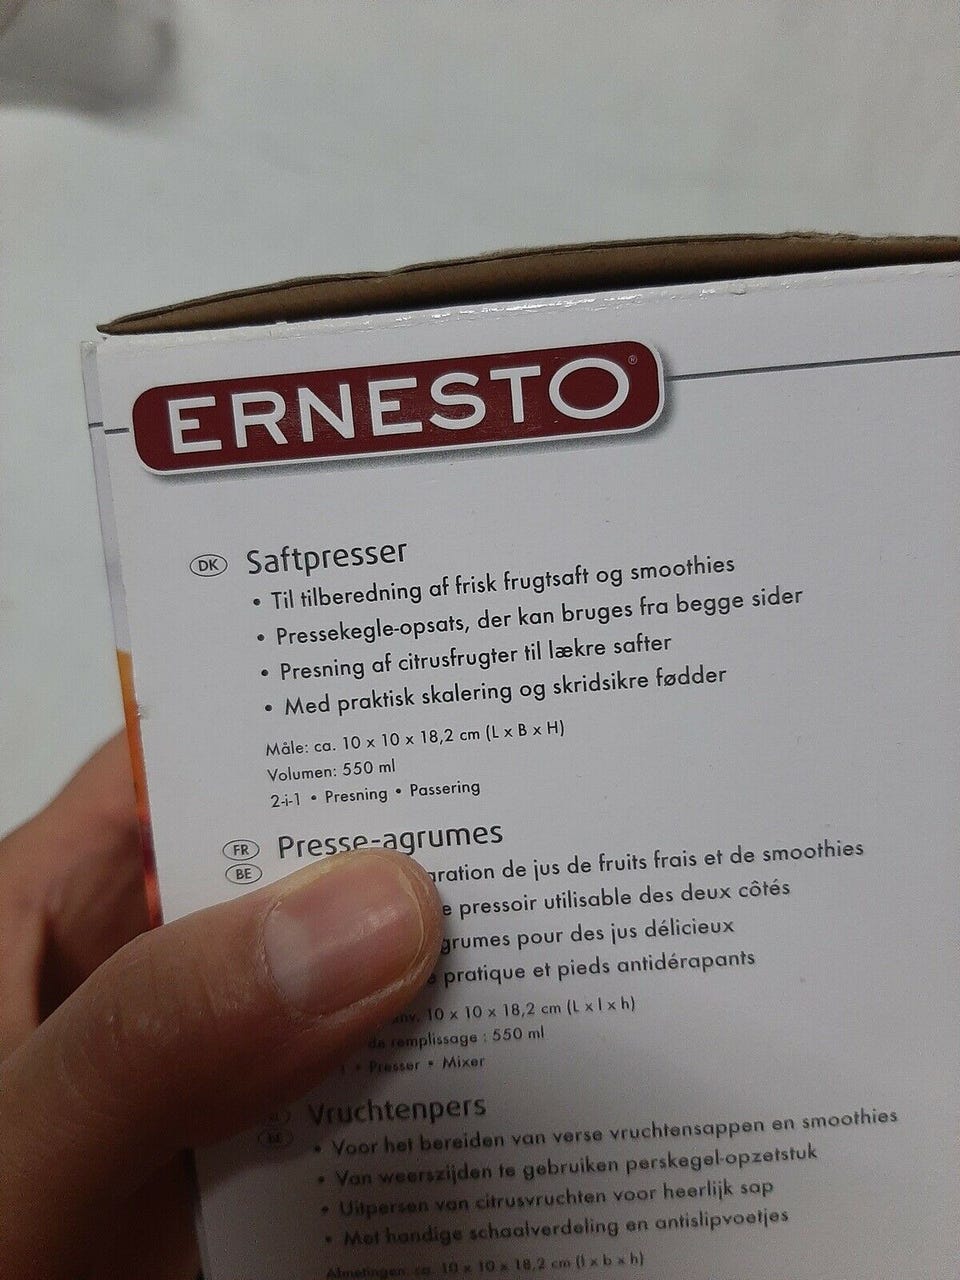 ERNESTO®
DK Saftpresser
• Til tilberedning af frisk frugtsaft og smoothies
• Pressekegle-opsats, der kan bruges fra begge sider
• Presning af citrusfrugter til lækre safter
• Med praktisk skalering og skridsikre fødder
Måle: ca. 10 x 10 x 18,2 cm (L x B x H)
Volumen: 550 ml
2-i-1 • Presning • Passering
FR Presse-agrumes
BE
de jus de fruits frais et de smoothies
pressoir utilisable des deux côtés
pour des jus délicieux
pratique et pieds antidérapants
10 x 10 x 18,2 cm (L x l x h)
de remplissage : 550 ml
• Presser • Mixer
Vruchtenpers
BE
• Voor het bereiden van verse vruchtensappen en smoothies
• Van weerszijden te gebruiken perskegel-opzetstuk
• Uitpersen van citrusvruchten voor heerlijk sap
• Met handige schaalverdeling en antislipvoetjes
Afmetingen: ca. 10 x 10 x 18,2 cm (l x b x h)